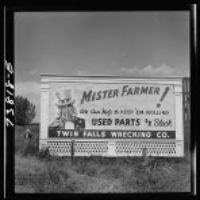 MISTER FARMER!
We Can Help to KEEP 'EM ROLLING
USED PARTS in Stock
TWIN FALLS WRECKING CO.